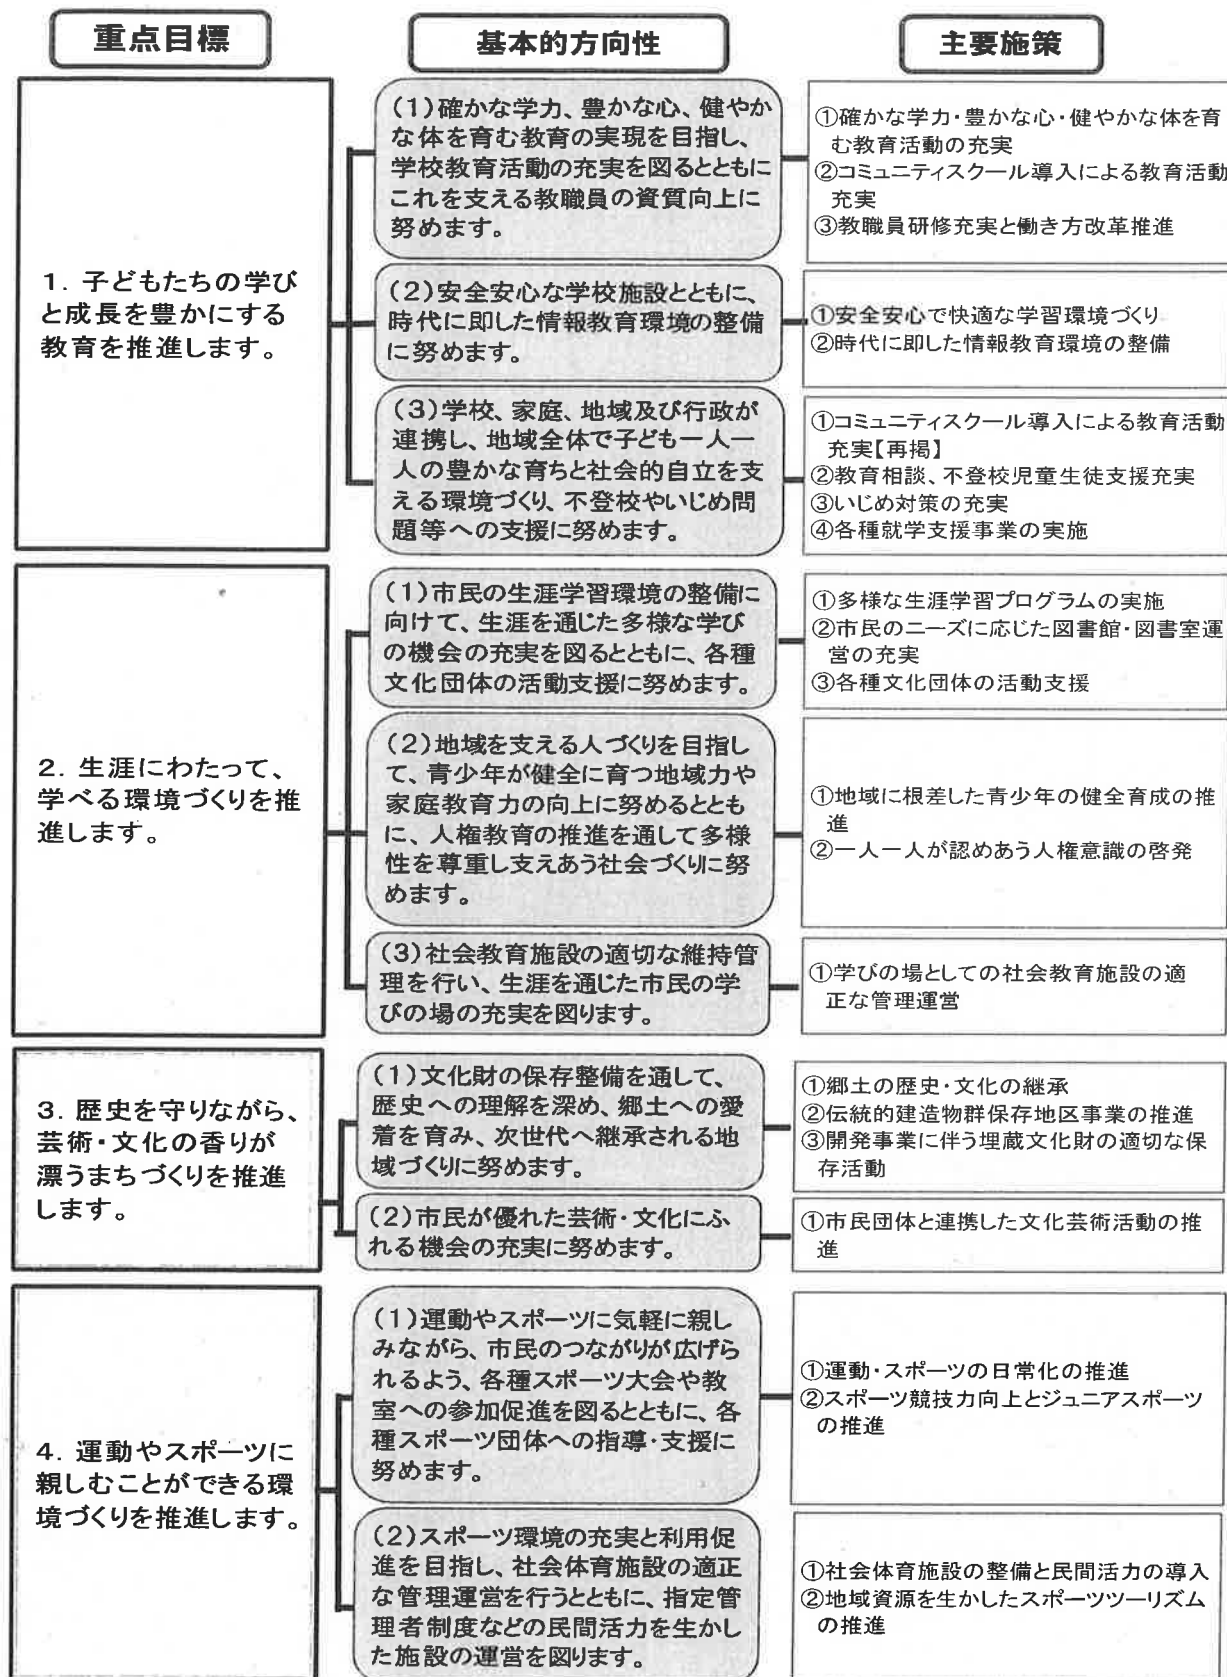 重点目標
基本的方向性
主要施策
1. 子どもたちの学び
と成長を豊かにする
教育を推進します。
(1)確かな学力、豊かな心、健やか
な体を育む教育の実現を目指し、
学校教育活動の充実を図るとともに
これを支える教職員の資質向上に
努めます。
①確かな学力・豊かな心・健やかな体を育
む教育活動の充実
②コミュニティスクール導入による教育活動
充実
③教職員研修充実と働き方改革推進
(2)安全安心な学校施設とともに、
時代に即した情報教育環境の整備
に努めます。
①安全安心で快適な学習環境づくり
②時代に即した情報教育環境の整備
(3)学校、家庭、地域及び行政が
連携し、地域全体で子ども一人一
人の豊かな育ちと社会的自立を支
える環境づくり、不登校やいじめ問
題等への支援に努めます。
①コミュニティスクール導入による教育活動
充実【再掲】
②教育相談、不登校児童生徒支援充実
③いじめ対策の充実
④各種就学支援事業の実施
2. 生涯にわたって、
学べる環境づくりを推
進します。
(1)市民の生涯学習環境の整備に
向けて、生涯を通じた多様な学び
の機会の充実を図るとともに、各種
文化団体の活動支援に努めます。
①多様な生涯学習プログラムの実施
②市民のニーズに応じた図書館・図書室運
営の充実
③各種文化団体の活動支援
(2)地域を支える人づくりを目指し
て、青少年が健全に育つ地域力や
家庭教育力の向上に努めるととも
に、人権教育の推進を通して多様
性を尊重し支えあう社会づくりに努
めます。
①地域に根差した青少年の健全育成の推
進
②一人一人が認めあう人権意識の啓発
(3)社会教育施設の適切な維持管
理を行い、生涯を通じた市民の学
びの場の充実を図ります。
①学びの場としての社会教育施設の適
正な管理運営
3. 歴史を守りながら、
芸術・文化の香りが
漂うまちづくりを推進
します。
(1)文化財の保存整備を通して、
歴史への理解を深め、郷土への愛
着を育み、次世代へ継承される地
域づくりに努めます。
①郷土の歴史・文化の継承
②伝統的建造物群保存地区事業の推進
③開発事業に伴う埋蔵文化財の適切な保
存活動
(2)市民が優れた芸術・文化にふ
れる機会の充実に努めます。
①市民団体と連携した文化芸術活動の推
進
4. 運動やスポーツに
親しむことができる環
境づくりを推進します。
(1)運動やスポーツに気軽に親し
みながら、市民のつながりが広げら
れるよう、各種スポーツ大会や教
室への参加促進を図るとともに、各
種スポーツ団体への指導・支援に
努めます。
①運動・スポーツの日常化の推進
②スポーツ競技力向上とジュニアスポーツ
の推進
(2)スポーツ環境の充実と利用促
進を目指し、社会体育施設の適正
な管理運営を行うとともに、指定管
理者制度などの民間活力を生かし
た施設の運営を図ります。
①社会体育施設の整備と民間活力の導入
②地域資源を生かしたスポーツツーリズム
の推進